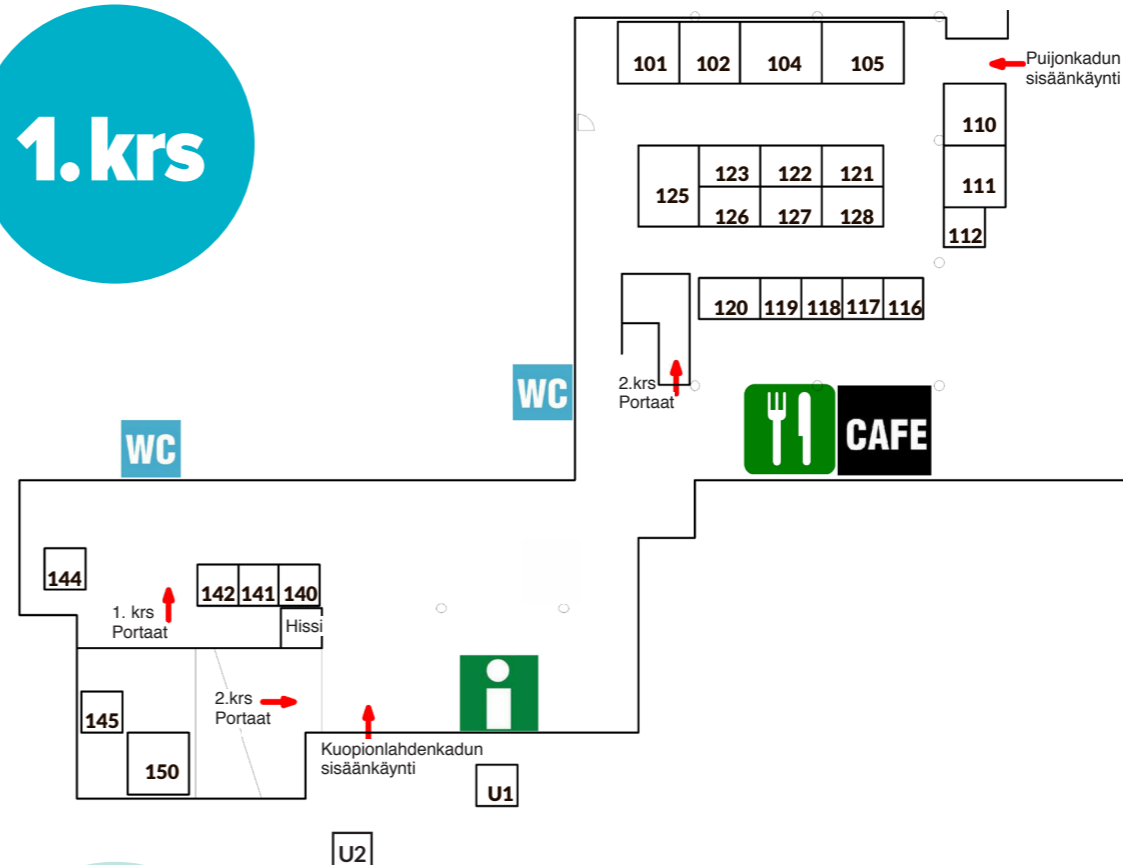 1. krs
101 102 104 105
Puijonkadun
sisäänkäynti
110
123 122 121
125
111
126 127 128
112
120 119 118 117 116
2.krs
Portaat
WC
CAFE
WC
144
142 141 140
1. krs
Portaat
Hissi
2.krs
Portaat
145
Kuopionlahdenkadun
sisäänkäynti
150
U1
U2